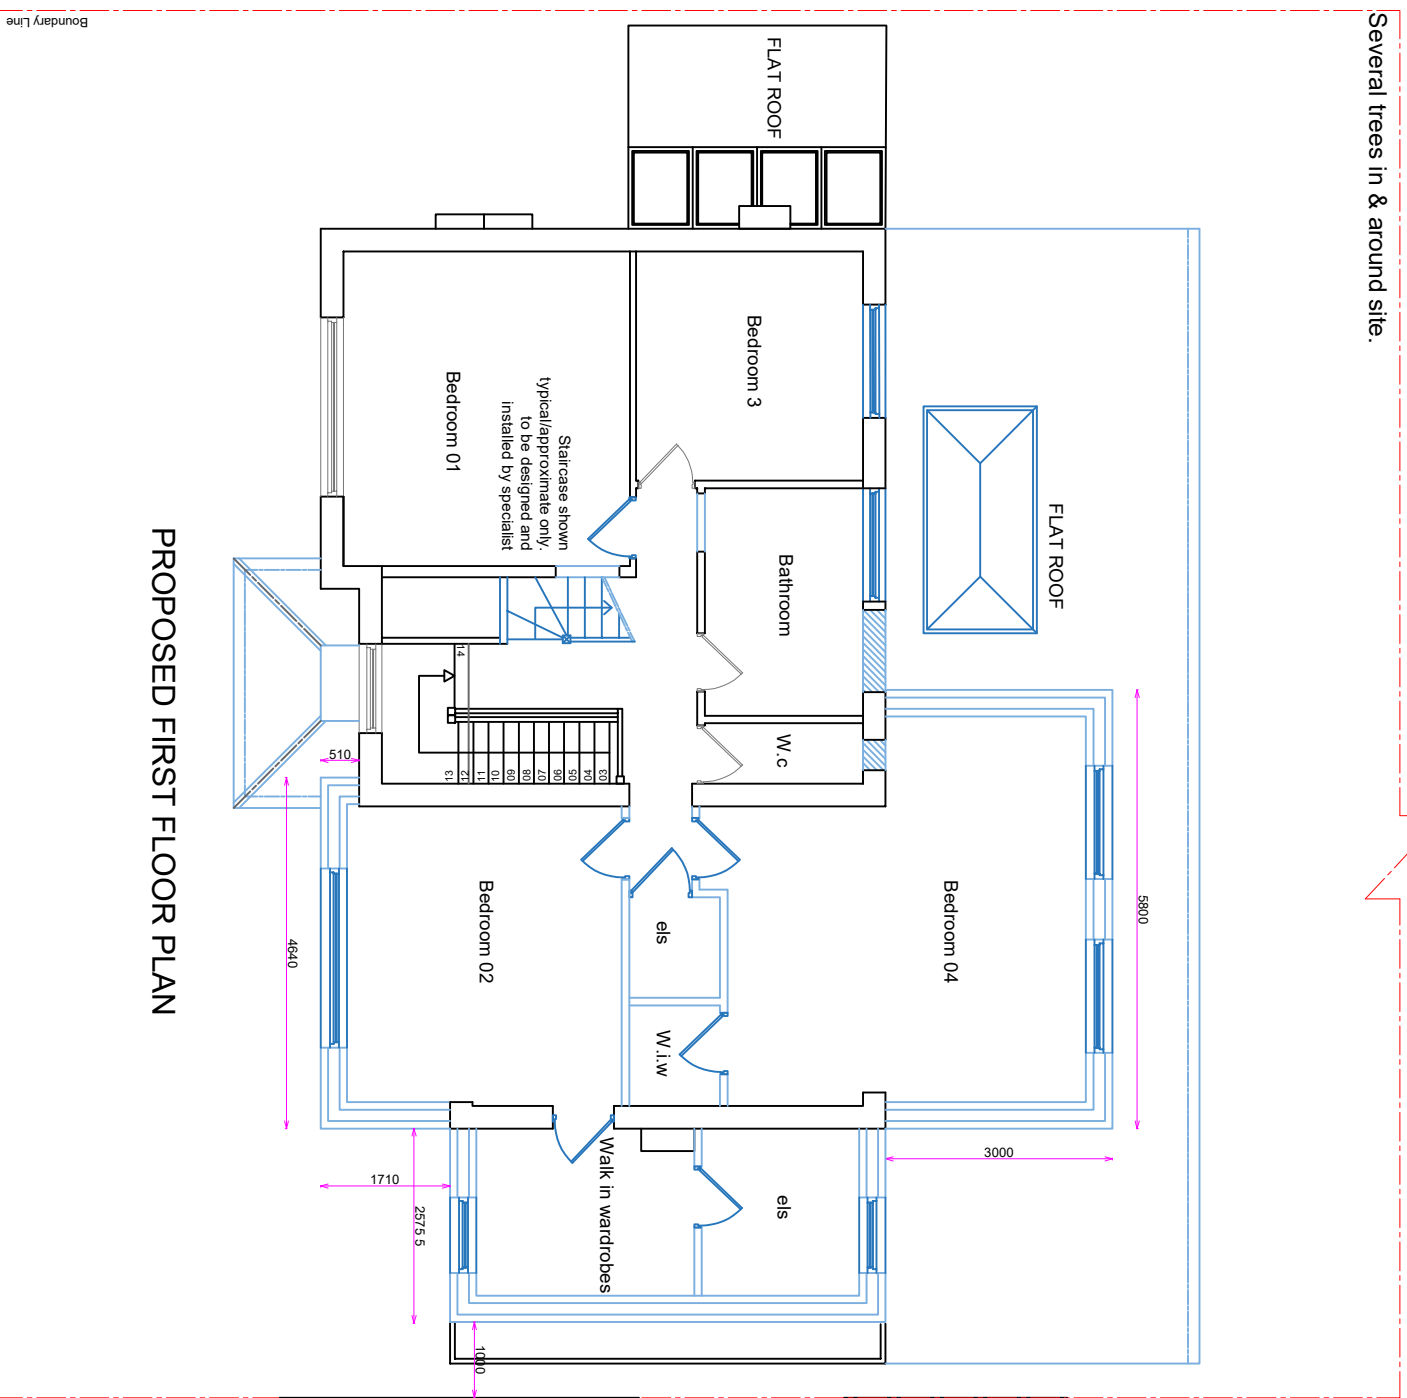 Boundary Line
Several trees in & around site.
FLAT ROOF
FLAT ROOF
Bedroom 3
Bedroom 01
Staircase shown
typical/approximate only.
to be designed and
installed by specialist
Bathroom
W.c
14
13
12
11
10
09
08
07
06
05
04
03
510
4640
5800
Bedroom 02
els
Bedroom 04
W.i.w
3000
1710
2575.5
Walk in wardrobes
els
1000
PROPOSED FIRST FLOOR PLAN